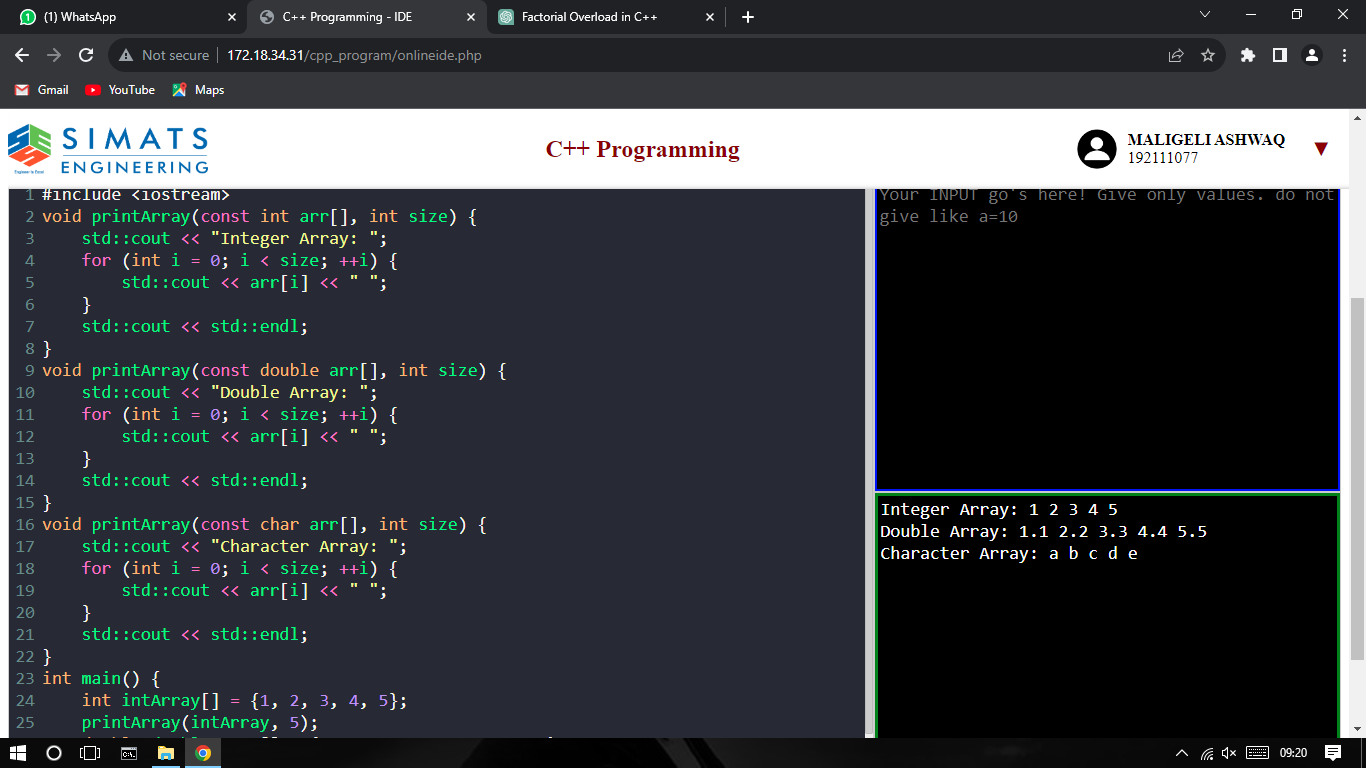 (1) WhatsApp
C++ Programming - IDE
Factorial Overload in C++
Not secure
172.18.34.31/cpp_program/onlineide.php
Gmail
YouTube
Maps
SIMATS
ENGINEERING
Engineer to Excel
C++ Programming
MALIGELI ASHWAQ
192111077
1 #include <iostream>
2 void printArray(const int arr[], int size) {
3     std::cout << "Integer Array: ";
4     for (int i = 0; i < size; ++i) {
5         std::cout << arr[i] << " ";
6     }
7     std::cout << std::endl;
8 }
9 void printArray(const double arr[], int size) {
10     std::cout << "Double Array: ";
11     for (int i = 0; i < size; ++i) {
12         std::cout << arr[i] << " ";
13     }
14     std::cout << std::endl;
15 }
16 void printArray(const char arr[], int size) {
17     std::cout << "Character Array: ";
18     for (int i = 0; i < size; ++i) {
19         std::cout << arr[i] << " ";
20     }
21     std::cout << std::endl;
22 }
23 int main() {
24     int intArray[] = {1, 2, 3, 4, 5};
25     printArray(intArray, 5);
Your INPUT go's here! Give only values. do not
give like a=10
Integer Array: 1 2 3 4 5
Double Array: 1.1 2.2 3.3 4.4 5.5
Character Array: a b c d e
09:20